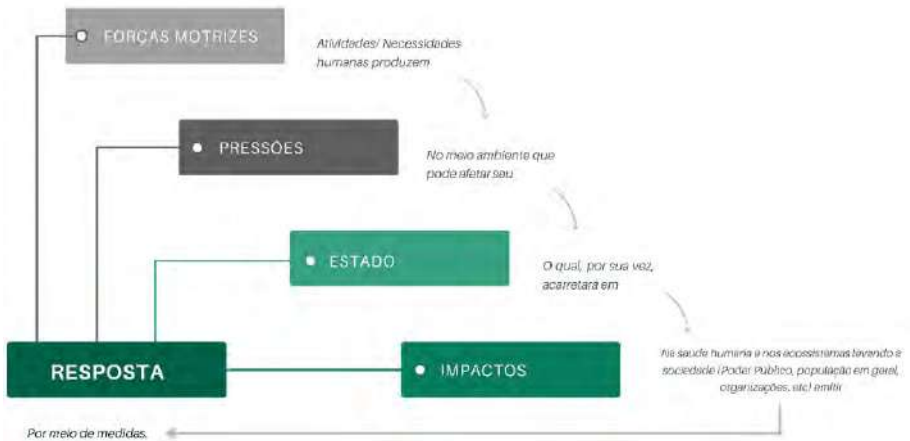 FORÇAS MOTRIZES
Atividades/ Necessidades
humanas produzem
PRESSÕES
No meio ambiente que
pode afetar seu
ESTADO
O qual, por sua vez,
acarretará em
IMPACTOS
Na saúde humana e nos ecossistemas levando a
sociedade (Poder Público, população em geral,
organizações, etc) emitir
RESPOSTA
Por meio de medidas.